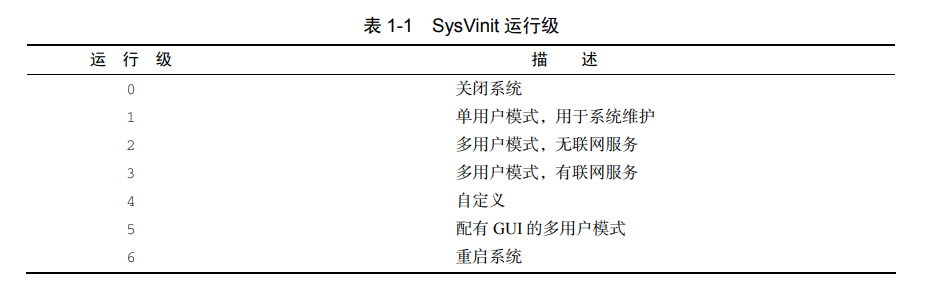 表 1-1 SysVinit 运行级
运 行 级 描 述
0 关闭系统
1 单用户模式，用于系统维护
2 多用户模式，无联网服务
3 多用户模式，有联网服务
4 自定义
5 配有 GUI 的多用户模式
6 重启系统